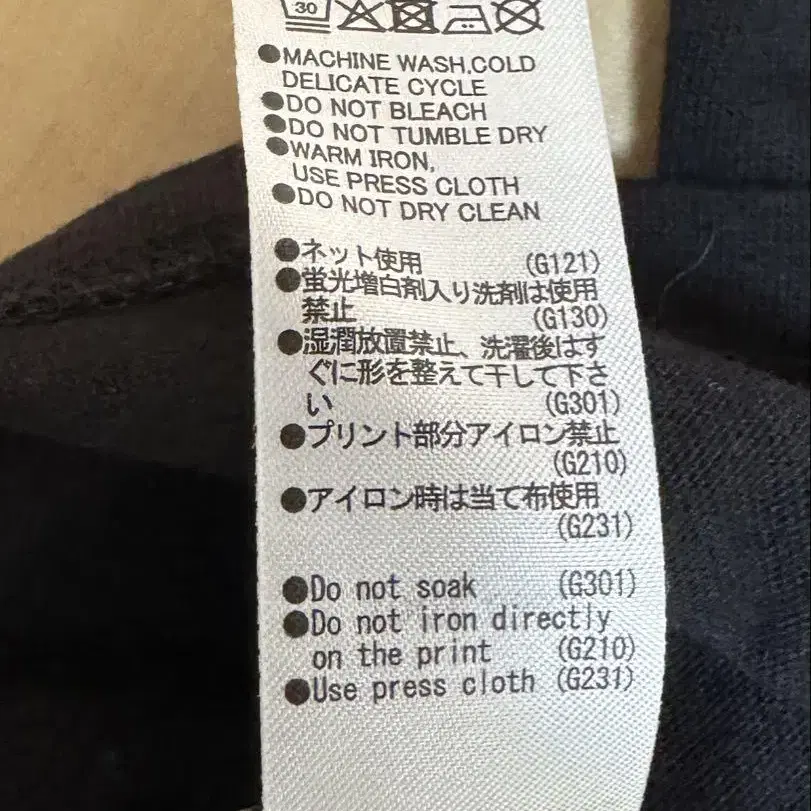 30
●MACHINE WASH,COLD
DELICATE CYCLE
●DO NOT BLEACH
●DO NOT TUMBLE DRY
●WARM IRON,
USE PRESS CLOTH
●DO NOT DRY CLEAN
●ネット使用 (G121)
●蛍光増白剤入り洗剤は使用
禁止 (G130)
●湿潤放置禁止、洗濯後はす
ぐに形を整えて干して下さ
い (G301)
●プリント部分アイロン禁止
(G210)
●アイロン時は当て布使用
(G231)
●Do not soak (G301)
●Do not iron directly
on the print (G210)
●Use press cloth (G231)